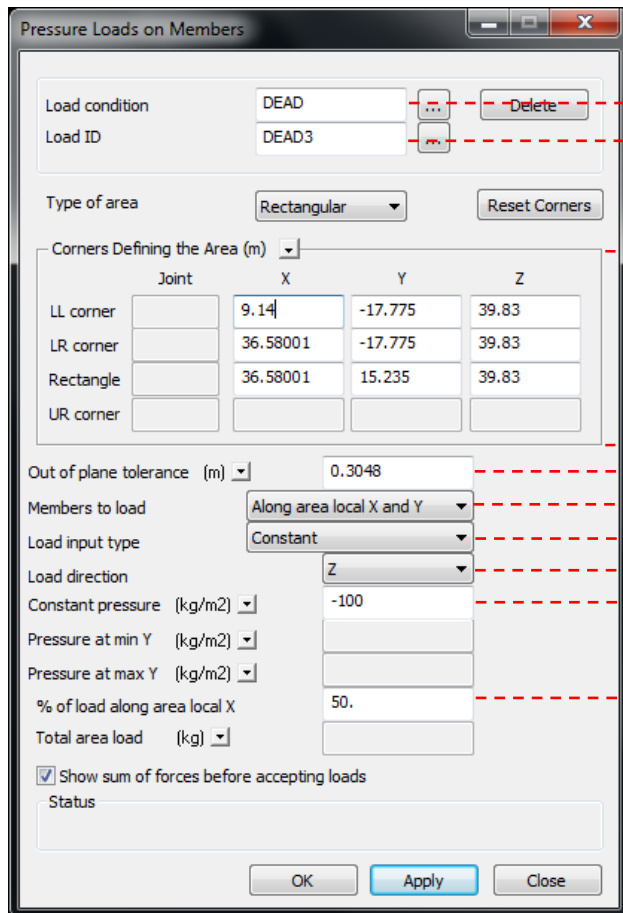 Pressure Loads on Members
Load condition DEAD ... Delete
Load ID DEAD3 ...
Type of area Rectangular Reset Corners
Corners Defining the Area (m)
Joint X Y Z
LL corner 9.14 -17.775 39.83
LR corner 36.58001 -17.775 39.83
Rectangle 36.58001 15.235 39.83
UR corner
Out of plane tolerance (m) 0.3048
Members to load Along area local X and Y
Load input type Constant
Load direction Z
Constant pressure (kg/m2) -100
Pressure at min Y (kg/m2)
Pressure at max Y (kg/m2)
% of load along area local X 50.
Total area load (kg)
Show sum of forces before accepting loads
Status
OK Apply Close